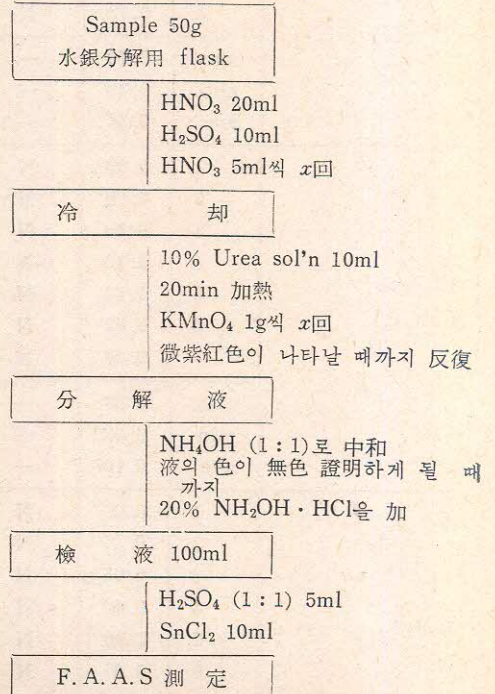 Sample 50g
水銀分解用 flask
HNO₃ 20ml
H₂SO₄ 10ml
HNO₃ 5ml씩 x回
冷 却
10% Urea sol'n 10ml
20min 加熱
KMnO₄ 1g씩 x回
微紫紅色이 나타날 때까지 反復
分 解 液
NH₄OH (1 : 1)로 中和
液의 色이 無色 證明하게 될 때
까지
20% NH₂OH · HCl을 加
檢 液 100ml
H₂SO₄ (1 : 1) 5ml
SnCl₂ 10ml
F. A. A. S 測 定